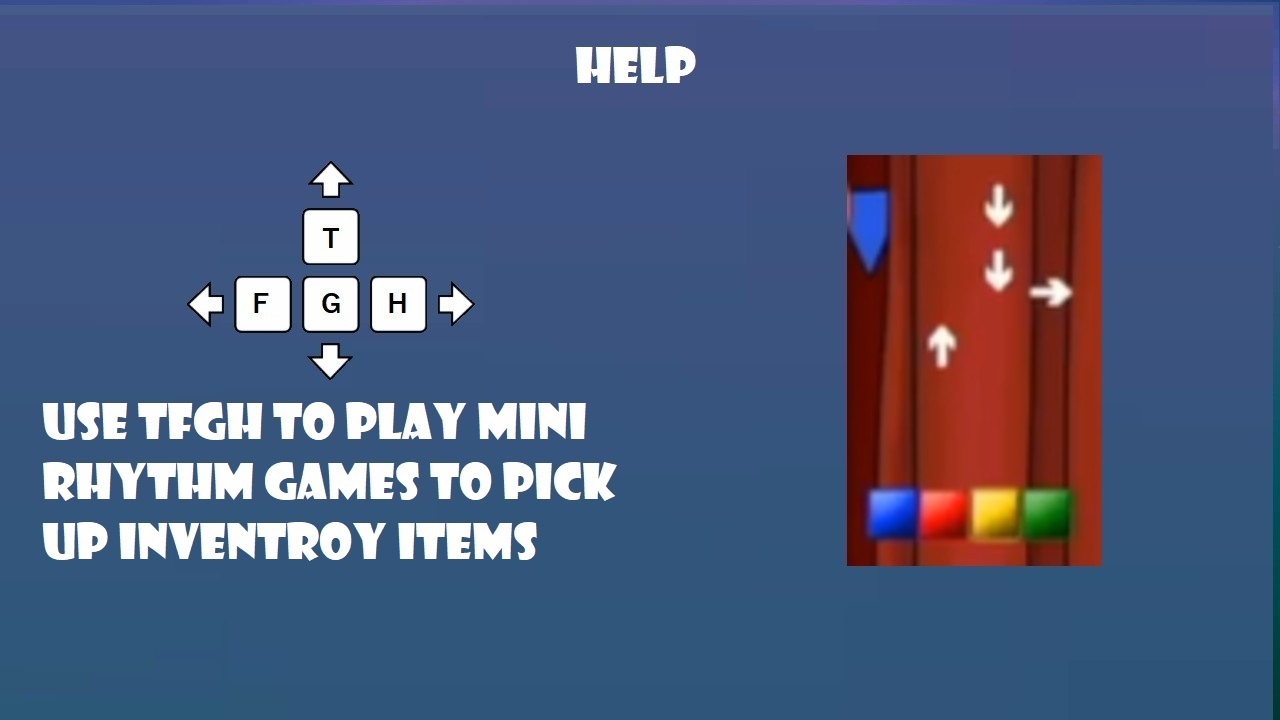 HELP
T
F G H
USE TFGH TO PLAY MINI
RHYTHM GAMES TO PICK
UP INVENTROY ITEMS